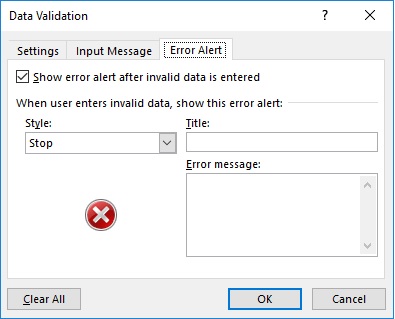 Data Validation
?
Settings
Input Message
Error Alert
Show error alert after invalid data is entered
When user enters invalid data, show this error alert:
Style:
Title:
Stop
Error message:
Clear All
OK
Cancel